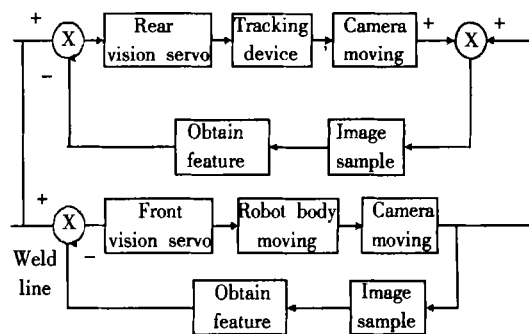 +
X
Rear
vision servo
Tracking
device
Camera
moving
+
X
+
−
Obtain
feature
Image
sample
+
X
−
Front
vision servo
Robot body
moving
Camera
moving
Weld
line
Obtain
feature
Image
sample